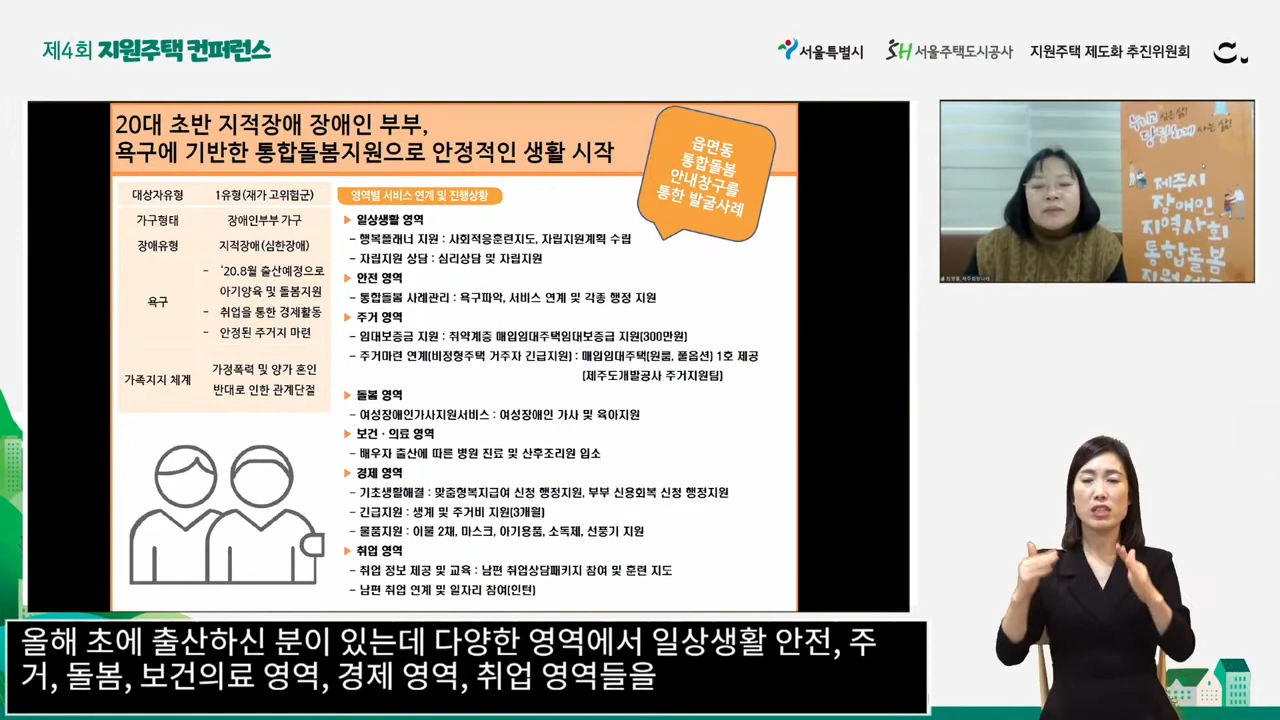 제4회 지원주택 컨퍼런스
서울특별시
SH 서울주택도시공사
지원주택 제도화 추진위원회
20대 초반 지적장애 장애인 부부,
욕구에 기반한 통합돌봄지원으로 안정적인 생활 시작
읍면동
통합돌봄
안내창구를
통한 발굴사례
대상자유형 1유형(재가 고위험군)
가구형태 장애인부부 가구
장애유형 지적장애(심한장애)
욕구
- '20.8월 출산예정으로
아기양육 및 돌봄지원
- 취업을 통한 경제활동
- 안정된 주거지 마련
가족지지 체계
가정폭력 및 양가 혼인
반대로 인한 관계단절
영역별 서비스 연계 및 진행상황
▶ 일상생활 영역
- 행복플래너 지원 : 사회적응훈련지도, 자립지원계획 수립
- 자립지원 상담 : 심리상담 및 자립지원
▶ 안전 영역
- 통합돌봄 사례관리 : 욕구파악, 서비스 연계 및 각종 행정 지원
▶ 주거 영역
- 임대보증금 지원 : 취약계층 매입임대주택임대보증급 지원(300만원)
- 주거마련 연계(비정형주택 거주자 긴급지원) : 매입임대주택(원룸, 풀옵션) 1호 제공
(제주도개발공사 주거지원팀)
▶ 돌봄 영역
- 여성장애인가사지원서비스 : 여성장애인 가사 및 육아지원
▶ 보건 · 의료 영역
- 배우자 출산에 따른 병원 진료 및 산후조리원 입소
▶ 경제 영역
- 기초생활해결 : 맞춤형복지급여 신청 행정지원, 부부 신용회복 신청 행정지원
- 긴급지원 : 생계 및 주거비 지원(3개월)
- 물품지원 : 이불 2채, 마스크, 아기용품, 소독제, 선풍기 지원
▶ 취업 영역
- 취업 정보 제공 및 교육 : 남편 취업상담패키지 참여 및 훈련 지도
- 남편 취업 연계 및 일자리 참여(인턴)
누리고 싶은 삶!
당당하게 사는 삶!
제주시
장애인
지역사회
통합돌봄
올해 초에 출산하신 분이 있는데 다양한 영역에서 일상생활 안전, 주
거, 돌봄, 보건의료 영역, 경제 영역, 취업 영역들을